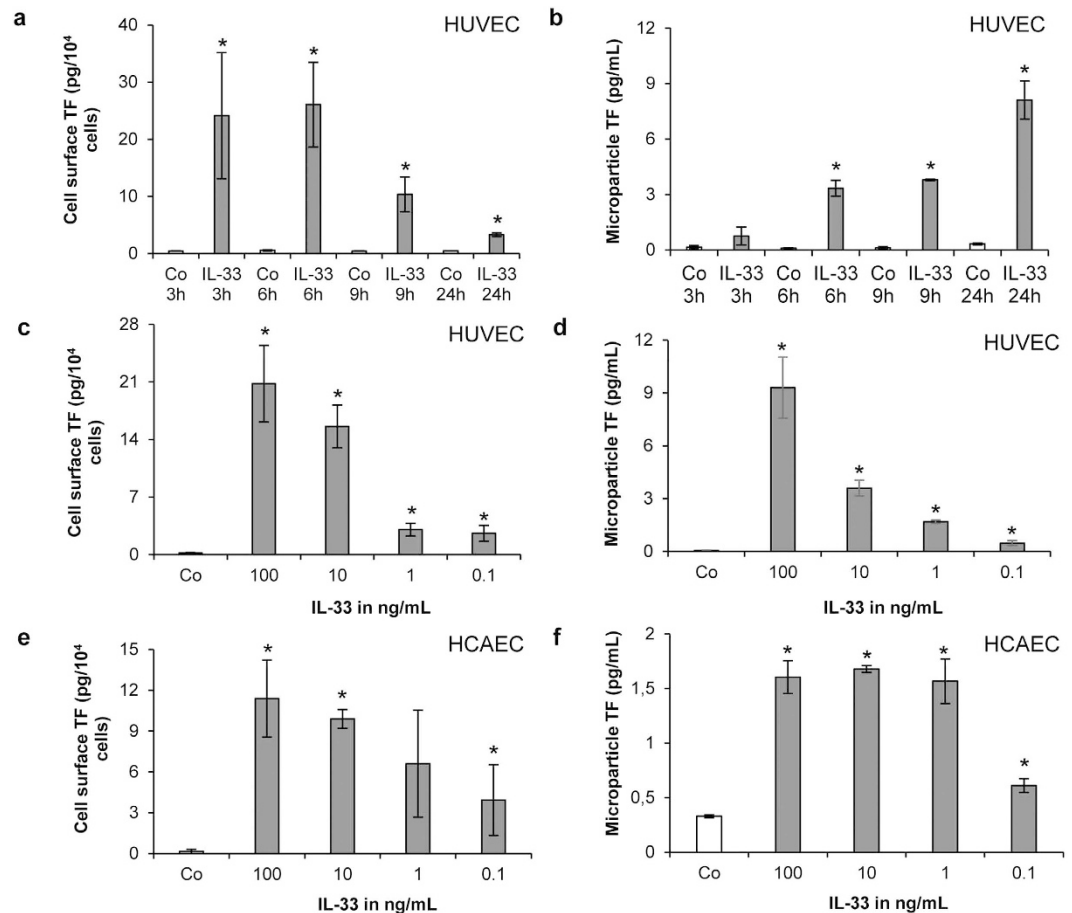 a
HUVEC
Cell surface TF (pg/10⁴
cells)
40
30
20
10
0
* * * *
Co IL-33 Co IL-33 Co IL-33 Co IL-33
3h 3h 6h 6h 9h 9h 24h 24h
b
HUVEC
Microparticle TF (pg/mL)
12
9
6
3
0
* * *
Co IL-33 Co IL-33 Co IL-33 Co IL-33
3h 3h 6h 6h 9h 9h 24h 24h
c
HUVEC
Cell surface TF (pg/10⁴
cells)
28
21
14
7
0
* * * *
Co 100 10 1 0.1
IL-33 in ng/mL
d
HUVEC
Microparticle TF (pg/mL)
12
9
6
3
0
* * * *
Co 100 10 1 0.1
IL-33 in ng/mL
e
HCAEC
Cell surface TF (pg/10⁴
cells)
15
12
9
6
3
0
* * *
Co 100 10 1 0.1
IL-33 in ng/mL
f
HCAEC
Microparticle TF (pg/mL)
2
1,5
1
0,5
0
* * * *
Co 100 10 1 0.1
IL-33 in ng/mL